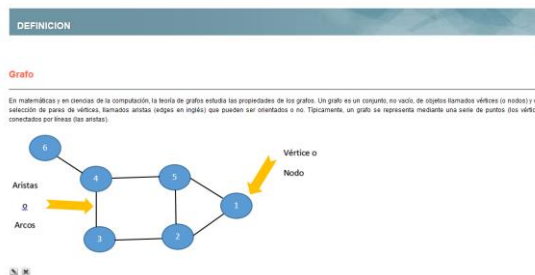 DEFINICION
Grafo
En matemáticas y en ciencias de la computación, la teoría de grafos estudia las propiedades de los grafos. Un grafo es un conjunto, no vacío, de objetos llamados vértices (o nodos) y
selección de pares de vértices, llamados aristas (edges en inglés) que pueden ser orientados o no. Típicamente, un grafo se representa mediante una serie de puntos (los vértic
conectados por líneas (las aristas).
6
Vértice o
Nodo
4
5
Aristas
o
Arcos
1
3
2